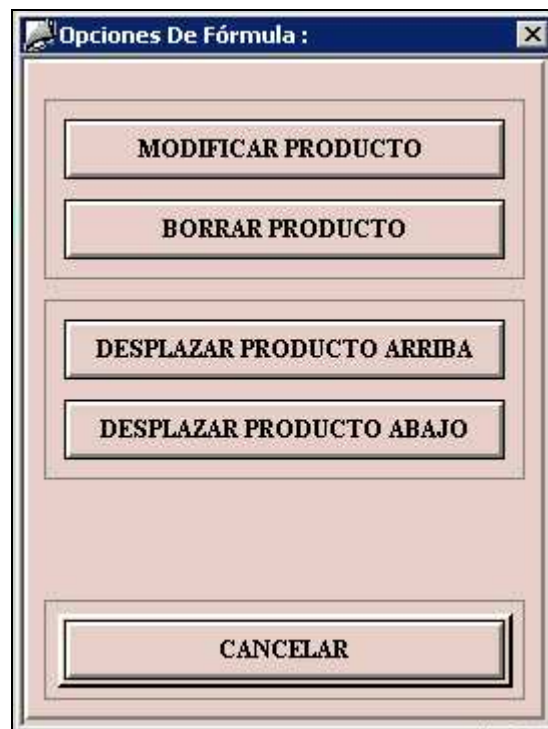 Opciones De Fórmula :
MODIFICAR PRODUCTO
BORRAR PRODUCTO
DESPLAZAR PRODUCTO ARRIBA
DESPLAZAR PRODUCTO ABAJO
CANCELAR